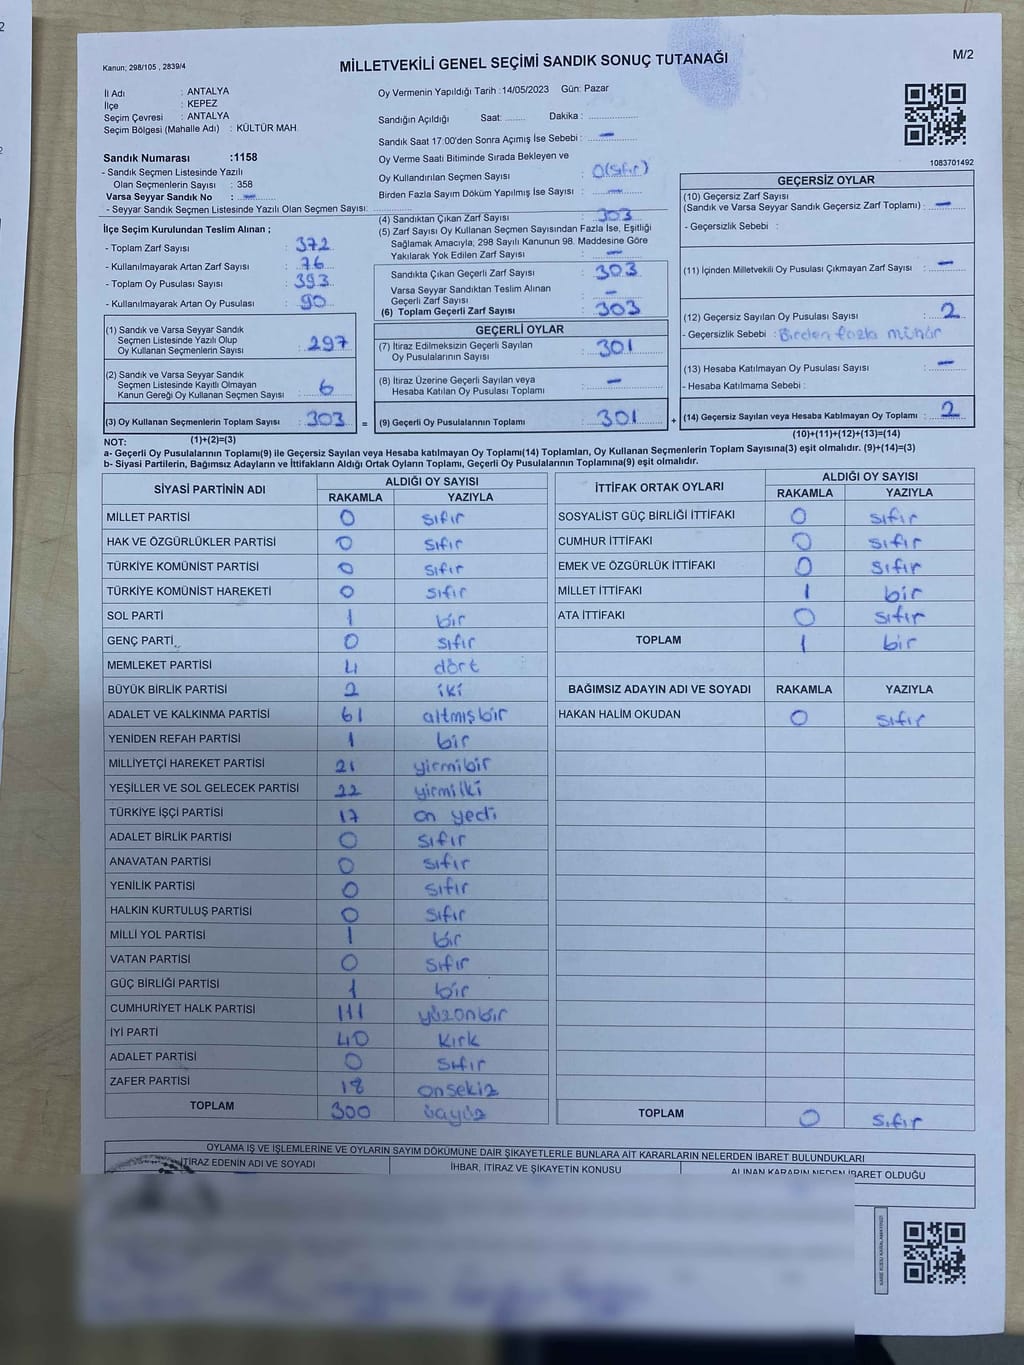 Kanun; 298/105 , 2839/4
MİLLETVEKİLİ GENEL SEÇİMİ SANDIK SONUÇ TUTANAĞI
M/2
İl Adı : ANTALYA
İlçe : KEPEZ
Seçim Çevresi : ANTALYA
Seçim Bölgesi (Mahalle Adı) : KÜLTÜR MAH.
Sandık Numarası :1158
- Sandık Seçmen Listesinde Yazılı
Olan Seçmenlerin Sayısı : 358
Varsa Seyyar Sandık No : —
- Seyyar Sandık Seçmen Listesinde Yazılı Olan Seçmen Sayısı:
İlçe Seçim Kurulundan Teslim Alınan ;
- Toplam Zarf Sayısı : 372
- Kullanılmayarak Artan Zarf Sayısı : 76
- Toplam Oy Pusulası : 393
- Kullanılmayarak Artan Oy Pusulası : 90
(1) Sandık ve Varsa Seyyar Sandık
Seçmen Listesinde Yazılı Olup
Oy Kullanan Seçmenlerin Sayısı : 297
(2) Sandık ve Varsa Seyyar Sandık
Seçmen Listesinde Kayıtlı Olmayan
Kanun Gereği Oy Kullanan Seçmen Sayısı : 6
(3) Oy Kullanan Seçmenlerin Toplam Sayısı : 303
Oy Vermenin Yapıldığı Tarih :14/05/2023 Gün: Pazar
Sandığın Açıldığı Saat: ........ Dakika : ................
Sandık Saat 17:00'den Sonra Açımış İse Sebebi : —
Oy Verme Saati Bitiminde Sırada Bekleyen ve
Oy Kullandırılan Seçmen Sayısı : 0(sıfır)
Birden Fazla Sayım Döküm Yapılmış İse Sayısı : —
(4) Sandıktan Çıkan Zarf Sayısı : 303
(5) Zarf Sayısı Oy Kullanan Seçmen Sayısından Fazla İse, Eşitliği
Sağlamak Amacıyla, 298 Sayılı Kanunun 98. Maddesine Göre
Yakılarak Yok Edilen Zarf Sayısı : —
Sandıkta Çıkan Geçerli Zarf Sayısı : 303
Varsa Seyyar Sandıktan Teslim Alınan
Geçerli Zarf Sayısı : —
(6) Toplam Geçerli Zarf Sayısı : 303
GEÇERLİ OYLAR
(7) İtiraz Edilmeksizin Geçerli Sayılan
Oy Pusulalarının Sayısı : 301
(8) İtiraz Üzerine Geçerli Sayılan veya
Hesaba Katılan Oy Pusulası Toplamı : —
= (9) Geçerli Oy Pusulalarının Toplamı : 301 +
1083701492
GEÇERSİZ OYLAR
(10) Geçersiz Zarf Sayısı
(Sandık ve Varsa Seyyar Sandık Geçersiz Zarf Toplamı) : —
- Geçersizlik Sebebi :
(11) İçinden Milletvekili Oy Pusulası Çıkmayan Zarf Sayısı : —
(12) Geçersiz Sayılan Oy Pusulası Sayısı : 2
- Geçersizlik Sebebi : Birden fazla mühür
(13) Hesaba Katılmayan Oy Pusulası Sayısı : —
- Hesaba Katılmama Sebebi :
(14) Geçersiz Sayılan veya Hesaba Katılmayan Oy Toplamı : 2
NOT: (1)+(2)=(3) (10)+(11)+(12)+(13)=(14)
a- Geçerli Oy Pusulalarının Toplamı(9) ile Geçersiz Sayılan veya Hesaba katılmayan Oy Toplamı(14) Toplamları, Oy Kullanan Seçmenlerin Toplam Sayısına(3) eşit olmalıdır. (9)+(14)=(3)
b- Siyasi Partilerin, Bağımsız Adayların ve İttifakların Aldığı Ortak Oyların Toplamı, Geçerli Oy Pusulalarının Toplamına(9) eşit olmalıdır.
SİYASİ PARTİNİN ADI ALDIĞI OY SAYISI
RAKAMLA YAZIYLA
MİLLET PARTİSİ 0 sıfır
HAK VE ÖZGÜRLÜKLER PARTİSİ 0 sıfır
TÜRKİYE KOMÜNİST PARTİSİ 0 sıfır
TÜRKİYE KOMÜNİST HAREKETİ 0 sıfır
SOL PARTİ 1 bir
GENÇ PARTİ 0 sıfır
MEMLEKET PARTİSİ 4 dört
BÜYÜK BİRLİK PARTİSİ 2 iki
ADALET VE KALKINMA PARTİSİ 61 altmışbir
YENİDEN REFAH PARTİSİ 1 bir
MİLLİYETÇİ HAREKET PARTİSİ 21 yirmibir
YEŞİLLER VE SOL GELECEK PARTİSİ 22 yirmiiki
TÜRKİYE İŞÇİ PARTİSİ 17 on yedi
ADALET BİRLİK PARTİSİ 0 sıfır
ANAVATAN PARTİSİ 0 sıfır
YENİLİK PARTİSİ 0 sıfır
HALKIN KURTULUŞ PARTİSİ 0 sıfır
MİLLİ YOL PARTİSİ 1 bir
VATAN PARTİSİ 0 sıfır
GÜÇ BİRLİĞİ PARTİSİ 1 bir
CUMHURİYET HALK PARTİSİ 111 yüzonbir
İYİ PARTİ 40 kırk
ADALET PARTİSİ 0 sıfır
ZAFER PARTİSİ 18 onsekiz
TOPLAM 300 üçyüz
İTTİFAK ORTAK OYLARI ALDIĞI OY SAYISI
RAKAMLA YAZIYLA
SOSYALİST GÜÇ BİRLİĞİ İTTİFAKI 0 sıfır
CUMHUR İTTİFAKI 0 sıfır
EMEK VE ÖZGÜRLÜK İTTİFAKI 0 sıfır
MİLLET İTTİFAKI 1 bir
ATA İTTİFAKI 0 sıfır
TOPLAM 1 bir
BAĞIMSIZ ADAYIN ADI VE SOYADI RAKAMLA YAZIYLA
HAKAN HALİM OKUDAN 0 sıfır
TOPLAM 0 sıfır
OYLAMA İŞ VE İŞLEMLERİNE VE OYLARIN SAYIM DÖKÜMÜNE DAİR ŞİKAYETLERLE BUNLARA AİT KARARLARIN NELERDEN İBARET BULUNDUKLARI
İTİRAZ EDENİN ADI VE SOYADI İHBAR, İTİRAZ VE ŞİKAYETİN KONUSU ALINAN KARARIN NEDEN İBARET OLDUĞU